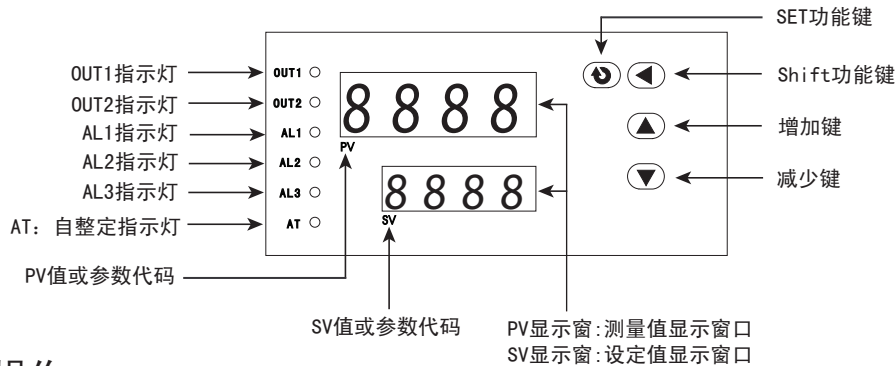 SET功能键
OUT1指示灯
OUT1
Shift功能键
OUT2指示灯
OUT2
8888
AL1指示灯
AL1
增加键
PV
AL2指示灯
AL2
AL3指示灯
AL3
8888
减少键
AT：自整定指示灯
AT
SV
PV值或参数代码
SV值或参数代码
PV显示窗:测量值显示窗口
SV显示窗:设定值显示窗口